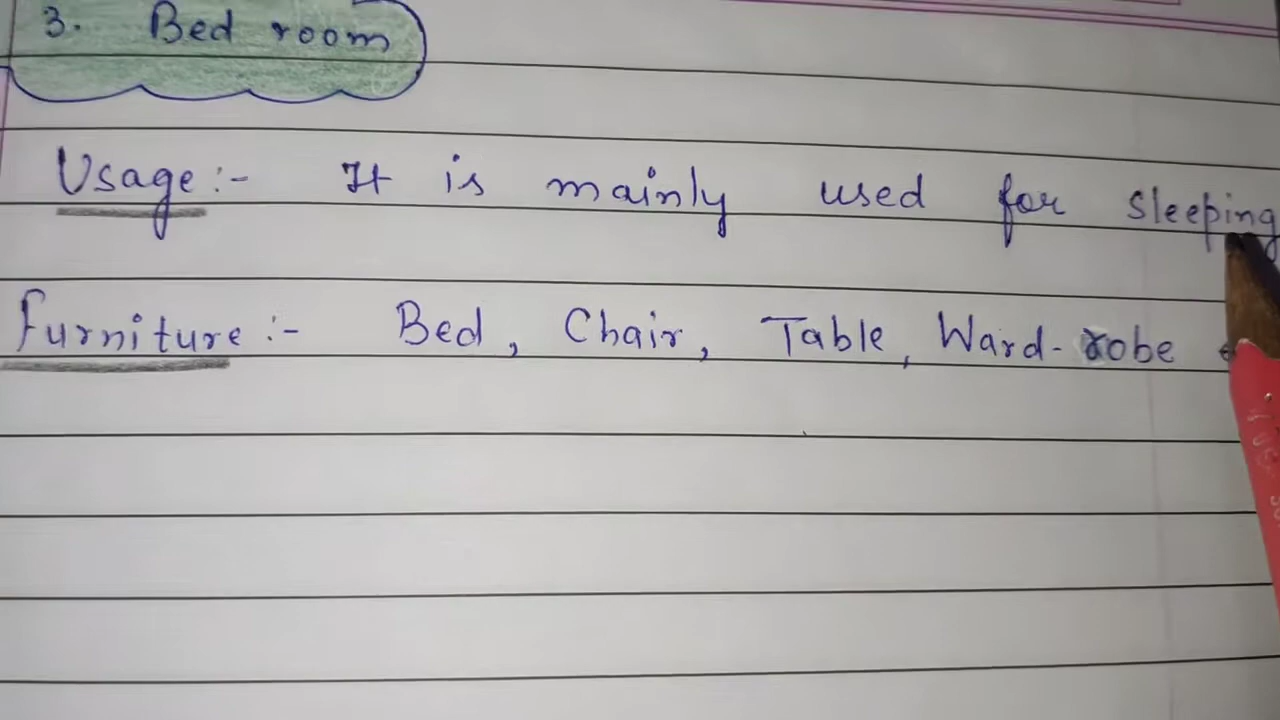 3. Bed room
Usage:- It is mainly used for sleeping
Furniture:- Bed, Chair, Table, Ward-robe